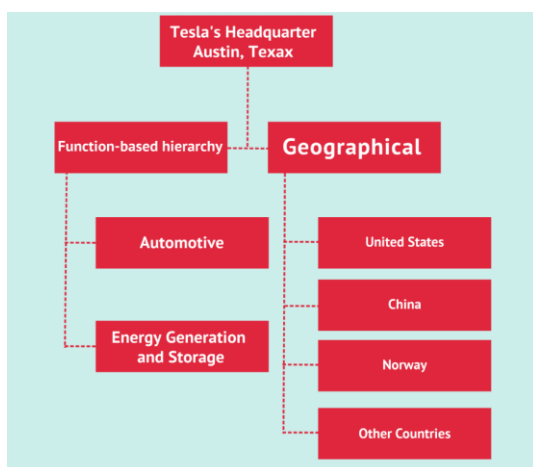 Tesla's Headquarter
Austin, Texax
Function-based hierarchy
Geographical
Automotive
Energy Generation
and Storage
United States
China
Norway
Other Countries